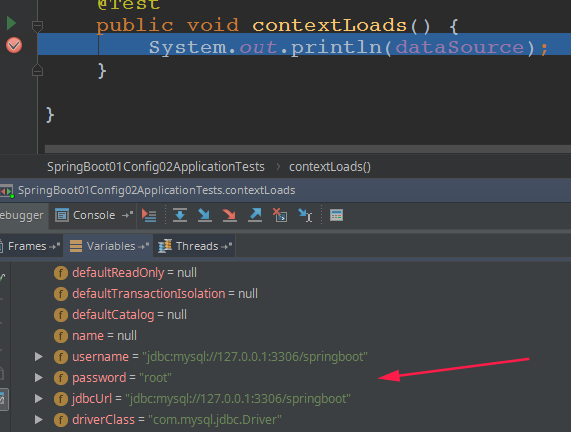 @Test
public void contextLoads() {
System.out.println(dataSource);
}
}
SpringBoot01Config02ApplicationTests › contextLoads()
SpringBoot01Config02ApplicationTests.contextLoads
ebugger Console
Frames Variables Threads
f defaultReadOnly = null
f defaultTransactionIsolation = null
f defaultCatalog = null
f name = null
f username = "jdbc:mysql://127.0.0.1:3306/springboot"
f password = "root"
f jdbcUrl = "jdbc:mysql://127.0.0.1:3306/springboot"
f driverClass = "com.mysql.jdbc.Driver"